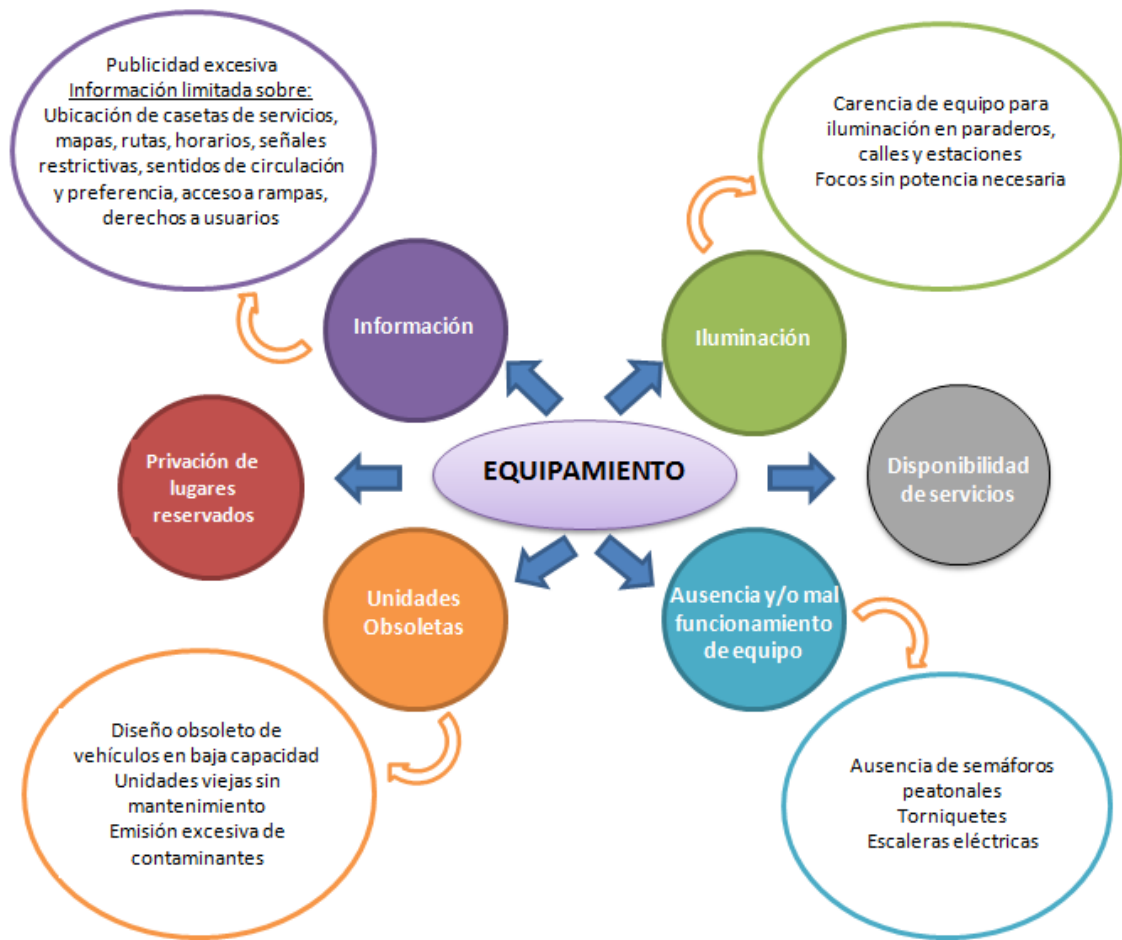 Publicidad excesiva
Información limitada sobre:
Ubicación de casetas de servicios,
mapas, rutas, horarios, señales
restrictivas, sentidos de circulación
y preferencia, acceso a rampas,
derechos a usuarios
Carencia de equipo para
iluminación en paraderos,
calles y estaciones
Focos sin potencia necesaria
Información
Iluminación
Privación de
lugares
reservados
EQUIPAMIENTO
Disponibilidad
de servicios
Unidades
Obsoletas
Ausencia y/o mal
funcionamiento
de equipo
Diseño obsoleto de
vehículos en baja capacidad
Unidades viejas sin
mantenimiento
Emisión excesiva de
contaminantes
Ausencia de semáforos
peatonales
Torniquetes
Escaleras eléctricas